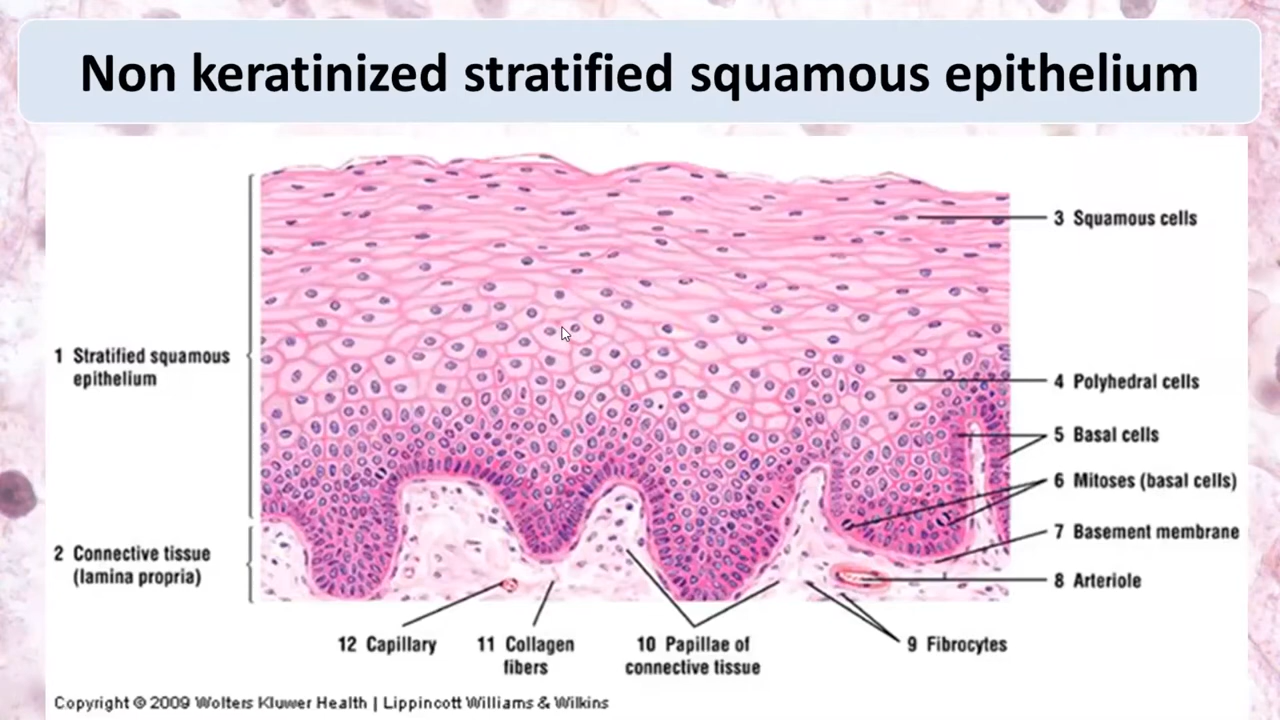 Non keratinized stratified squamous epithelium
3 Squamous cells
1 Stratified squamous
epithelium
4 Polyhedral cells
5 Basal cells
6 Mitoses (basal cells)
7 Basement membrane
2 Connective tissue
(lamina propria)
8 Arteriole
12 Capillary
11 Collagen
fibers
10 Papillae of
connective tissue
9 Fibrocytes
Copyright © 2009 Wolters Kluwer Health | Lippincott Williams & Wilkins